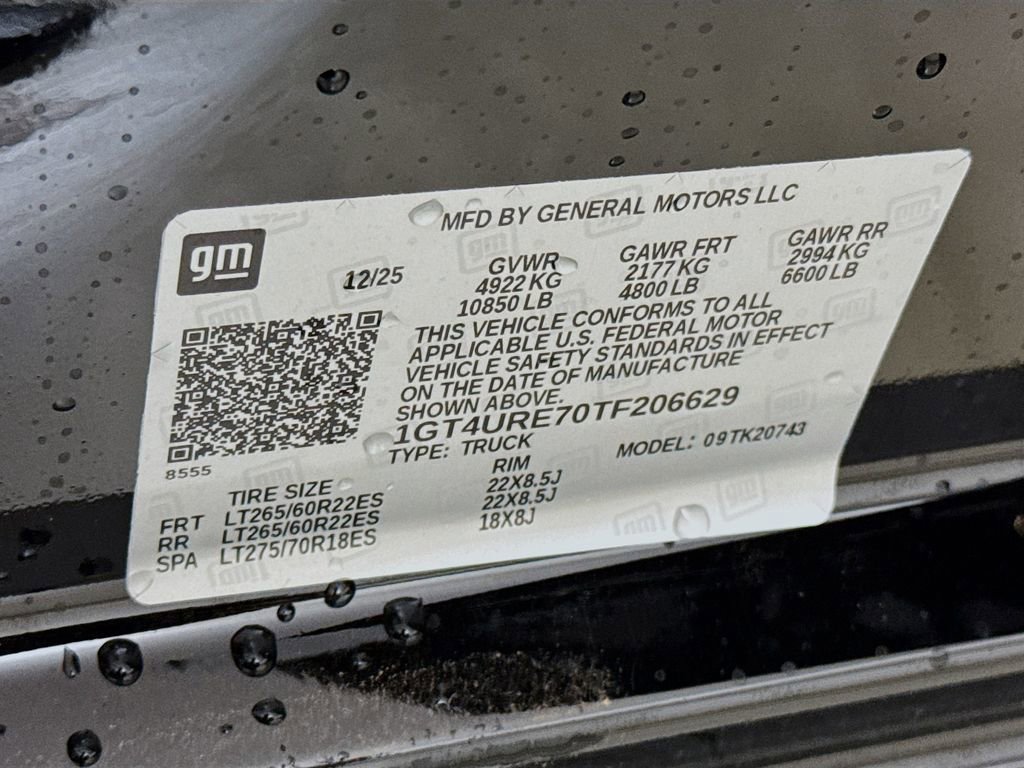 MFD BY GENERAL MOTORS LLC
gm
12/25
GVWR
4922 KG
10850 LB
GAWR FRT
2177 KG
4800 LB
GAWR RR
2994 KG
6600 LB
THIS VEHICLE CONFORMS TO ALL
APPLICABLE U.S. FEDERAL MOTOR
VEHICLE SAFETY STANDARDS IN EFFECT
ON THE DATE OF MANUFACTURE
SHOWN ABOVE.
1GT4URE70TF206629
TYPE: TRUCK
MODEL: 09TK20743
8555
TIRE SIZE RIM
FRT LT265/60R22ES 22X8.5J
RR LT265/60R22ES 22X8.5J
SPA LT275/70R18ES 18X8J